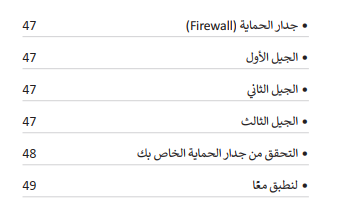 • جدار الحماية (Firewall) 47
• الجيل الأول 47
• الجيل الثاني 47
• الجيل الثالث 47
• التحقق من جدار الحماية الخاص بك 48
• لنطبق معًا 49